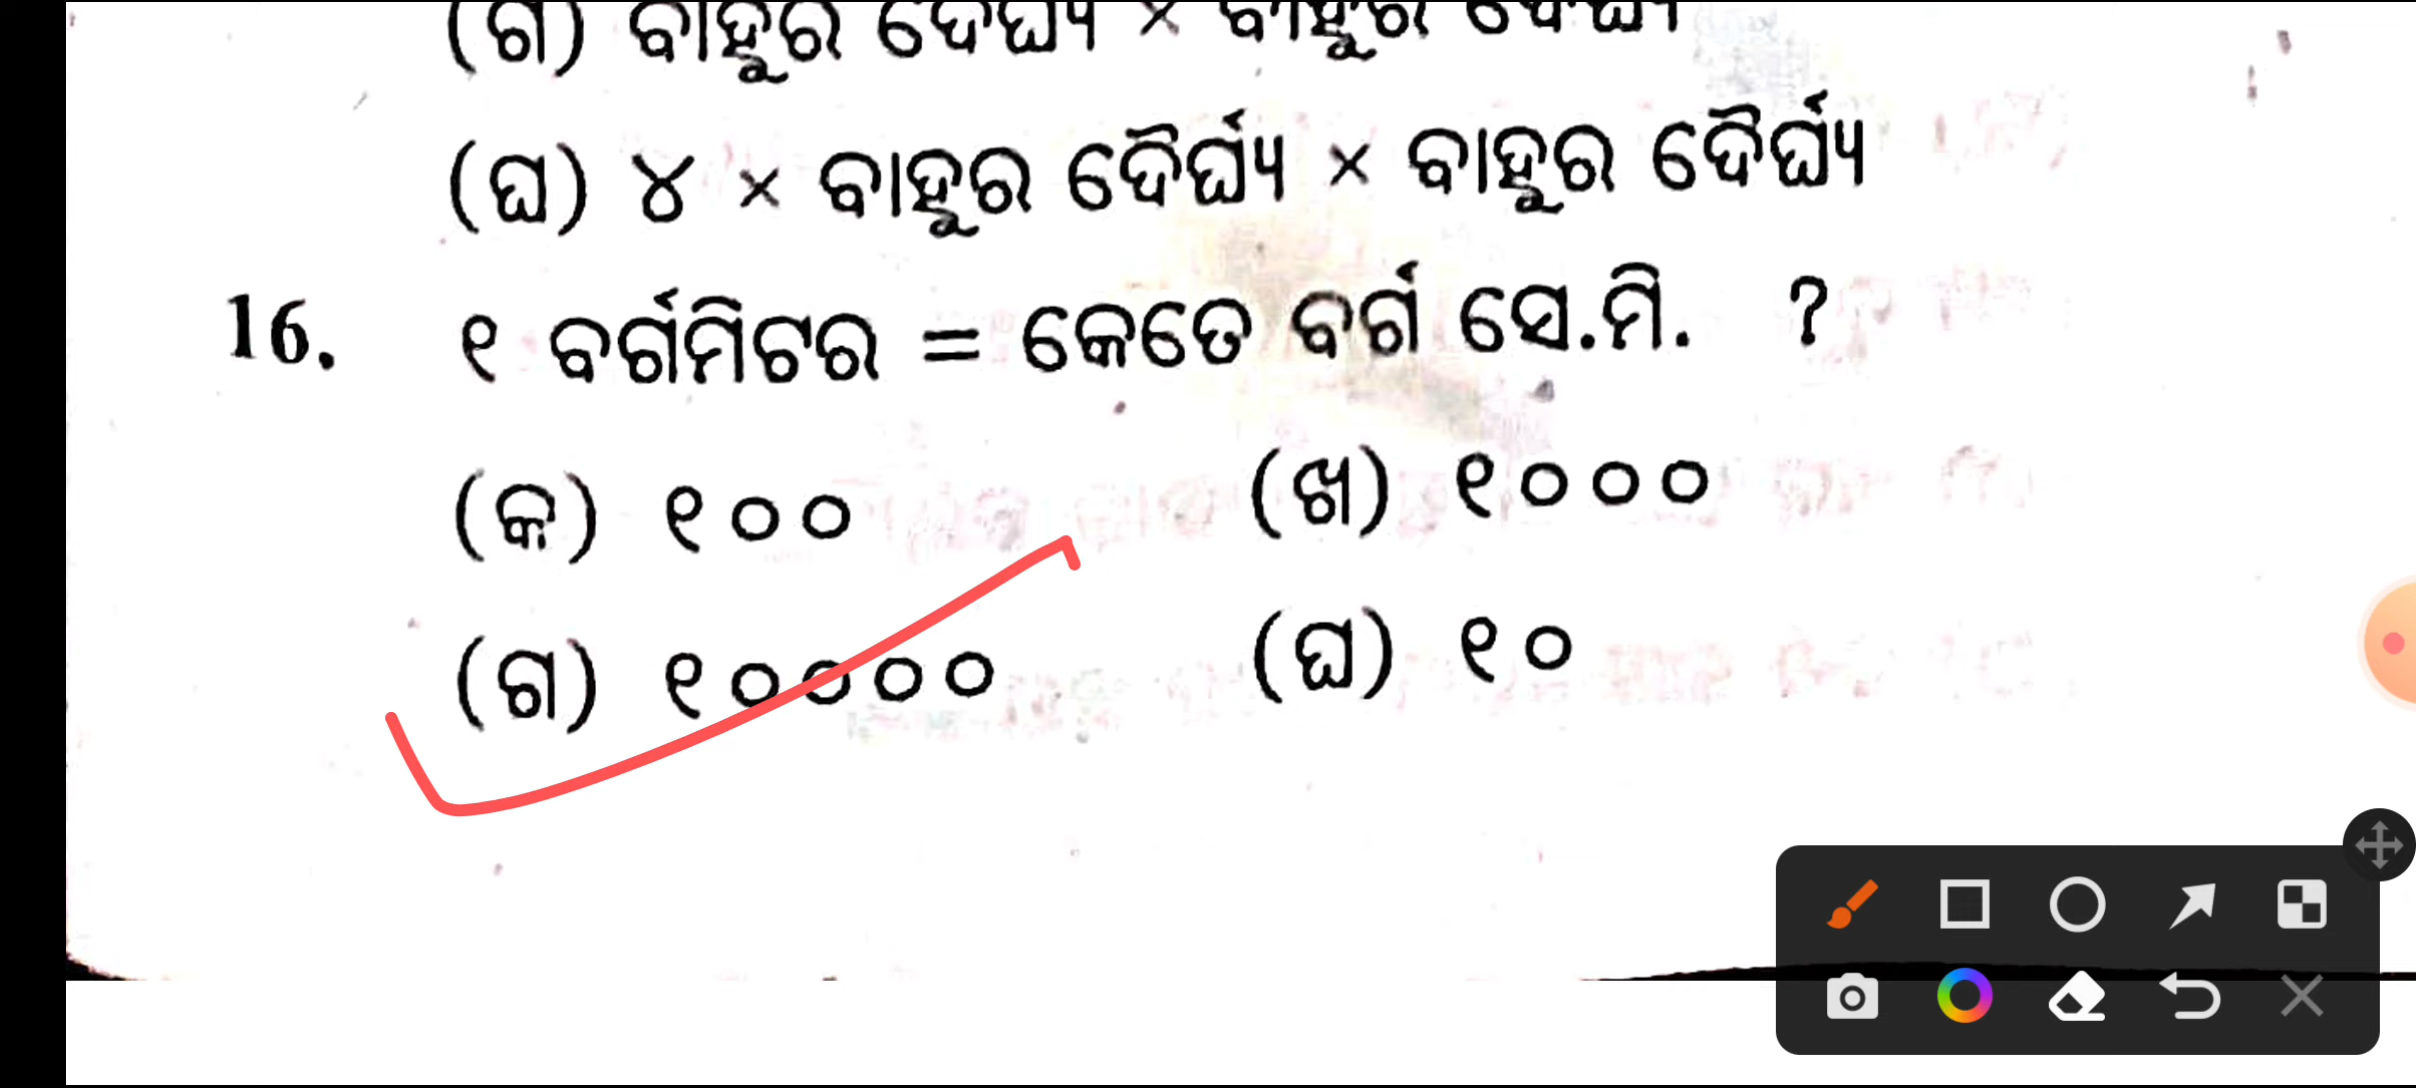 (ଗ) ବାହୁର ଦୈର୍ଘ୍ୟ × ବାହୁର ଦୈର୍ଘ୍ୟ
(ଘ) ୪ × ବାହୁର ଦୈର୍ଘ୍ୟ × ବାହୁର ଦୈର୍ଘ୍ୟ
16. ୧ ବର୍ଗମିଟର = କେତେ ବର୍ଗ ସେ.ମି. ?
(କ) ୧୦୦ (ଖ) ୧୦୦୦
(ଗ) ୧୦୦୦୦ (ଘ) ୧୦